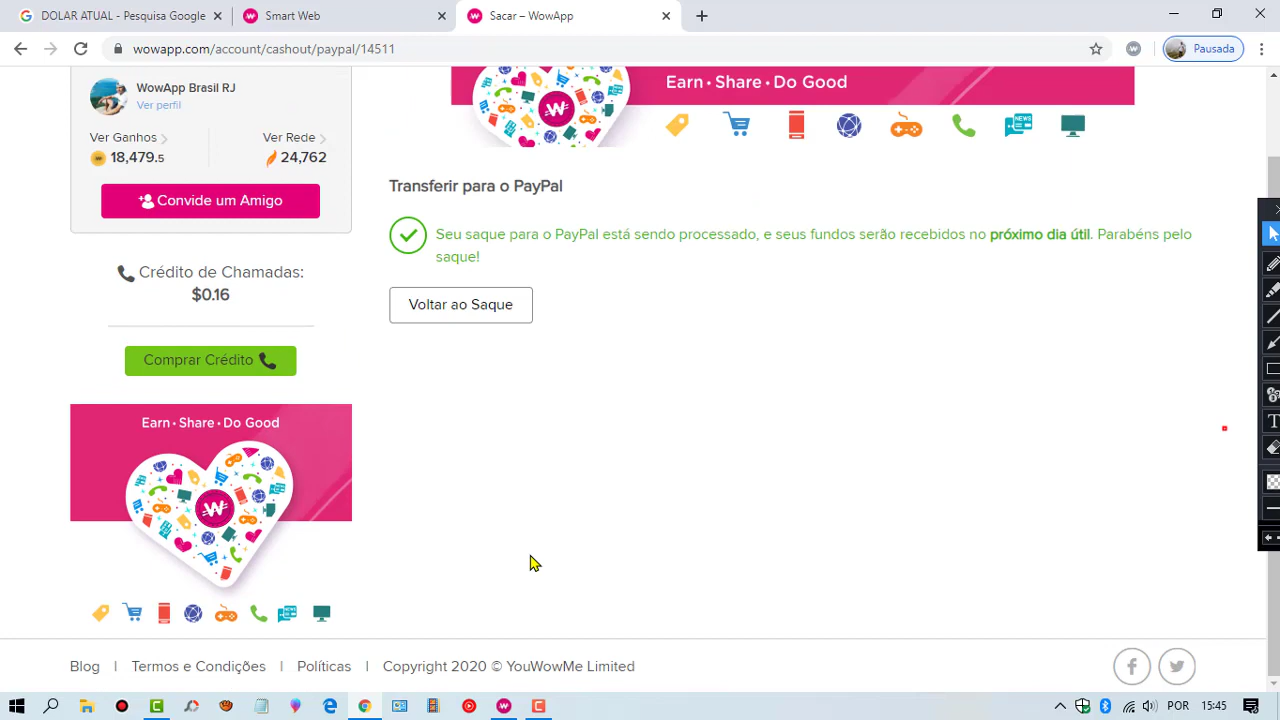 DOLAR ATUAL - Pesquisa Google
Smart Web
Sacar – WowApp
wowapp.com/account/cashout/paypal/14511
Pausada
WowApp Brasil RJ
Ver perfil
Ver Ganhos
Ver Rede
18,479.5
24,762
Convide um Amigo
Crédito de Chamadas:
$0.16
Comprar Crédito
Earn • Share • Do Good
Earn • Share • Do Good
NEWS
Transferir para o PayPal
Seu saque para o PayPal está sendo processado, e seus fundos serão recebidos no próximo dia útil. Parabéns pelo
saque!
Voltar ao Saque
Blog | Termos e Condições | Políticas | Copyright 2020 © YouWowMe Limited
POR 15:45